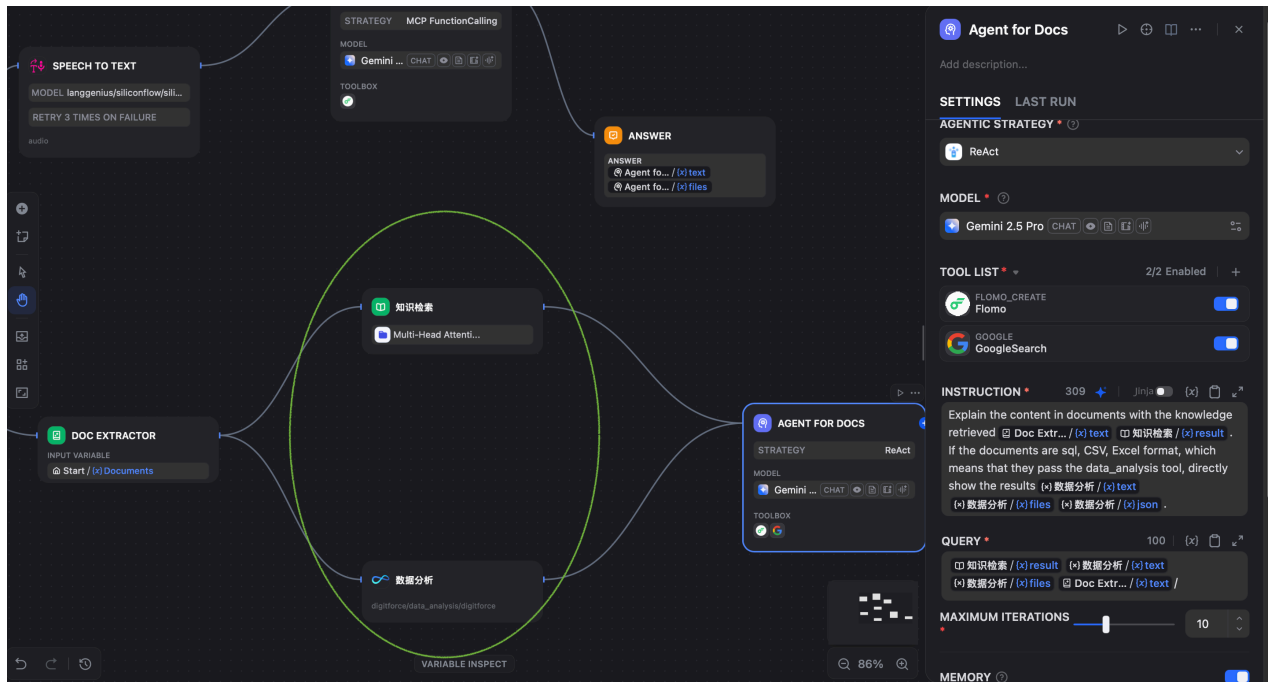 STRATEGY MCP FunctionCalling
MODEL
Gemini ... CHAT
TOOLBOX
SPEECH TO TEXT
MODEL langgenius/siliconflow/sili...
RETRY 3 TIMES ON FAILURE
audio
ANSWER
ANSWER
Agent fo... / (x) text
Agent fo... / (x) files
知识检索
Multi-Head Attenti...
DOC EXTRACTOR
INPUT VARIABLE
Start / (x) Documents
数据分析
digitforce/data_analysis/digitforce
AGENT FOR DOCS
STRATEGY ReAct
MODEL
Gemini ... CHAT
TOOLBOX
VARIABLE INSPECT
86%
Agent for Docs
Add description...
SETTINGS LAST RUN
AGENTIC STRATEGY *
ReAct
MODEL *
Gemini 2.5 Pro CHAT
TOOL LIST * 2/2 Enabled
FLOMO_CREATE
Flomo
GOOGLE
GoogleSearch
INSTRUCTION * 309 Jinja {x}
Explain the content in documents with the knowledge
retrieved Doc Extr... / (x) text 知识检索 / (x) result .
If the documents are sql, CSV, Excel format, which
means that they pass the data_analysis tool, directly
show the results (×) 数据分析 / (x) text
(×) 数据分析 / (x) files (×) 数据分析 / (x) json .
QUERY * 100 {x}
知识检索 / (x) result (×) 数据分析 / (x) text
(×) 数据分析 / (x) files Doc Extr... / (x) text /
MAXIMUM ITERATIONS * 10
MEMORY